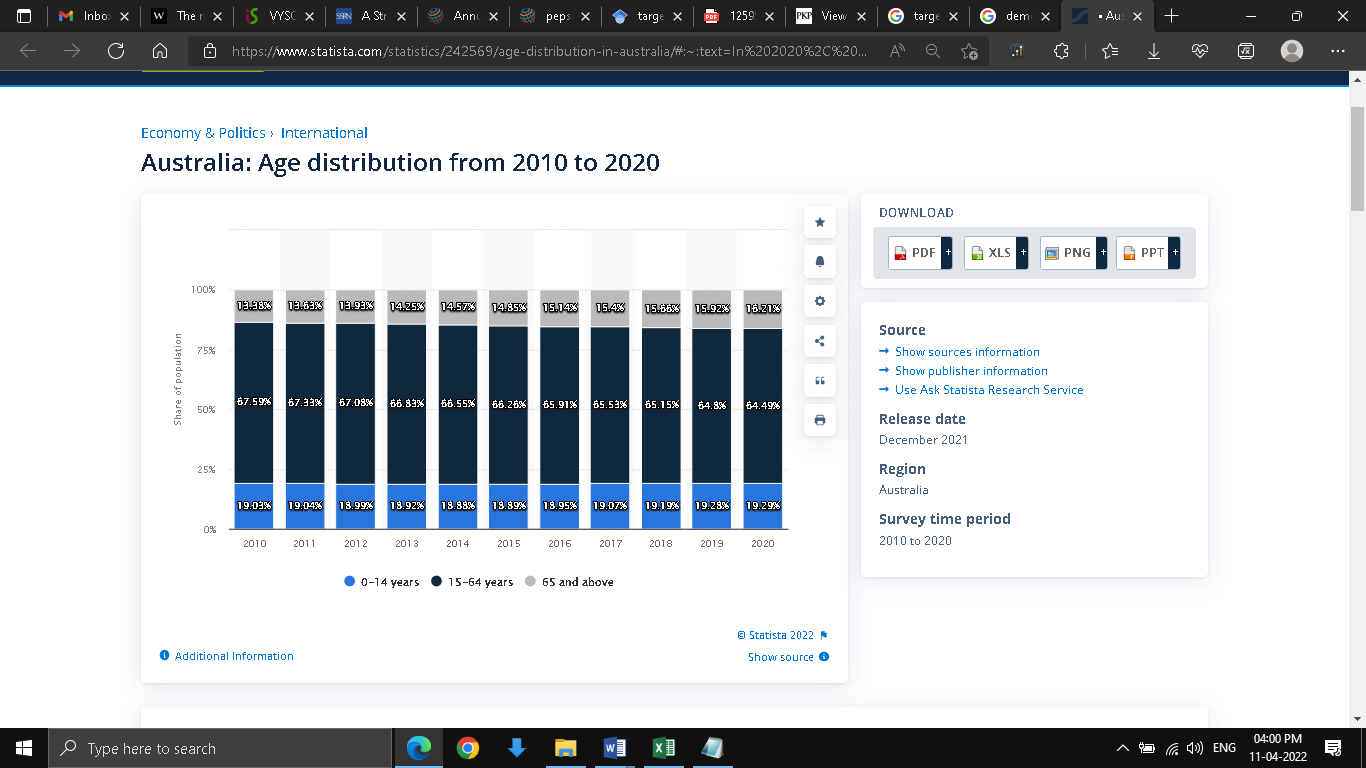 Inbo
The r
VYSC
SSRN
A Str
Annu
peps
targe
PDF
1259
PKP
View
targe
dem
• Aus
https://www.statista.com/statistics/242569/age-distribution-in-australia/#:~:text=In%202020%2C%20...
Economy & Politics › International
Australia: Age distribution from 2010 to 2020
100%
75%
50%
25%
0%
Share of population
13.38% 13.63% 13.93% 14.25% 14.57% 14.85% 15.14% 15.4% 15.66% 15.92% 16.21%
67.59% 67.33% 67.08% 66.83% 66.55% 66.26% 65.91% 65.53% 65.15% 64.8% 64.49%
19.03% 19.04% 18.99% 18.92% 18.88% 18.89% 18.95% 19.07% 19.19% 19.28% 19.29%
2010 2011 2012 2013 2014 2015 2016 2017 2018 2019 2020
0-14 years 15-64 years 65 and above
© Statista 2022
Additional Information
Show source
DOWNLOAD
PDF + XLS + PNG + PPT +
Source
Show sources information
Show publisher information
Use Ask Statista Research Service
Release date
December 2021
Region
Australia
Survey time period
2010 to 2020
Type here to search
ENG
04:00 PM
11-04-2022